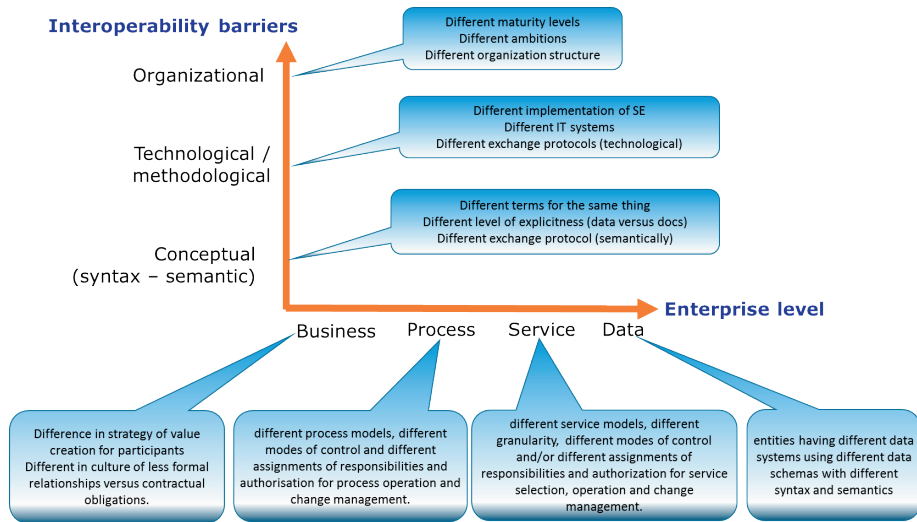 Interoperability barriers
Different maturity levels
Different ambitions
Different organization structure
Organizational
Different implementation of SE
Different IT systems
Different exchange protocols (technological)
Technological /
methodological
Different terms for the same thing
Different level of explicitness (data versus docs)
Different exchange protocol (semantically)
Conceptual
(syntax – semantic)
Enterprise level
Business
Process
Service
Data
Difference in strategy of value
creation for participants
Different in culture of less formal
relationships versus contractual
obligations.
different process models, different
modes of control and different
assignments of responsibilities and
authorisation for process operation and
change management.
different service models, different
granularity, different modes of control
and/or different assignments of
responsibilities and authorization for service
selection, operation and change
management.
entities having different data
systems using different data
schemas with different
syntax and semantics